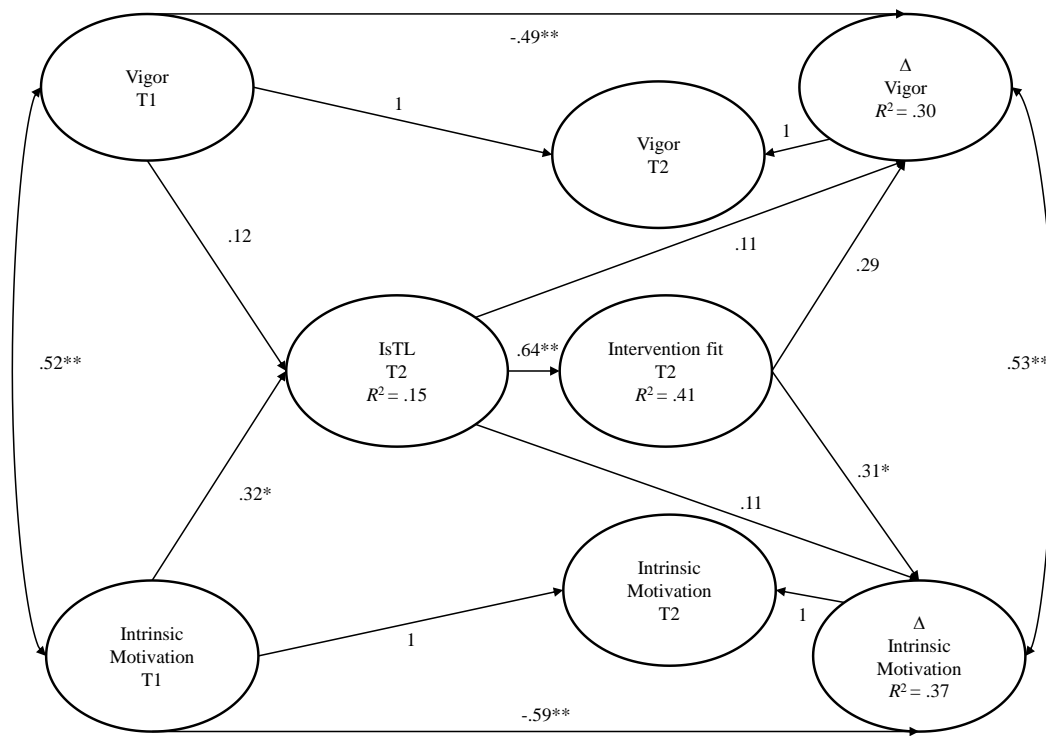 -.49**
Vigor
T1
Δ
Vigor
R² = .30
1
1
Vigor
T2
.12
.11
.29
.52**
IsTL
T2
R² = .15
.64**
Intervention fit
T2
R² = .41
.53**
.32*
.31*
.11
Intrinsic
Motivation
T2
Intrinsic
Motivation
T1
1
1
Δ
Intrinsic
Motivation
R² = .37
-.59**